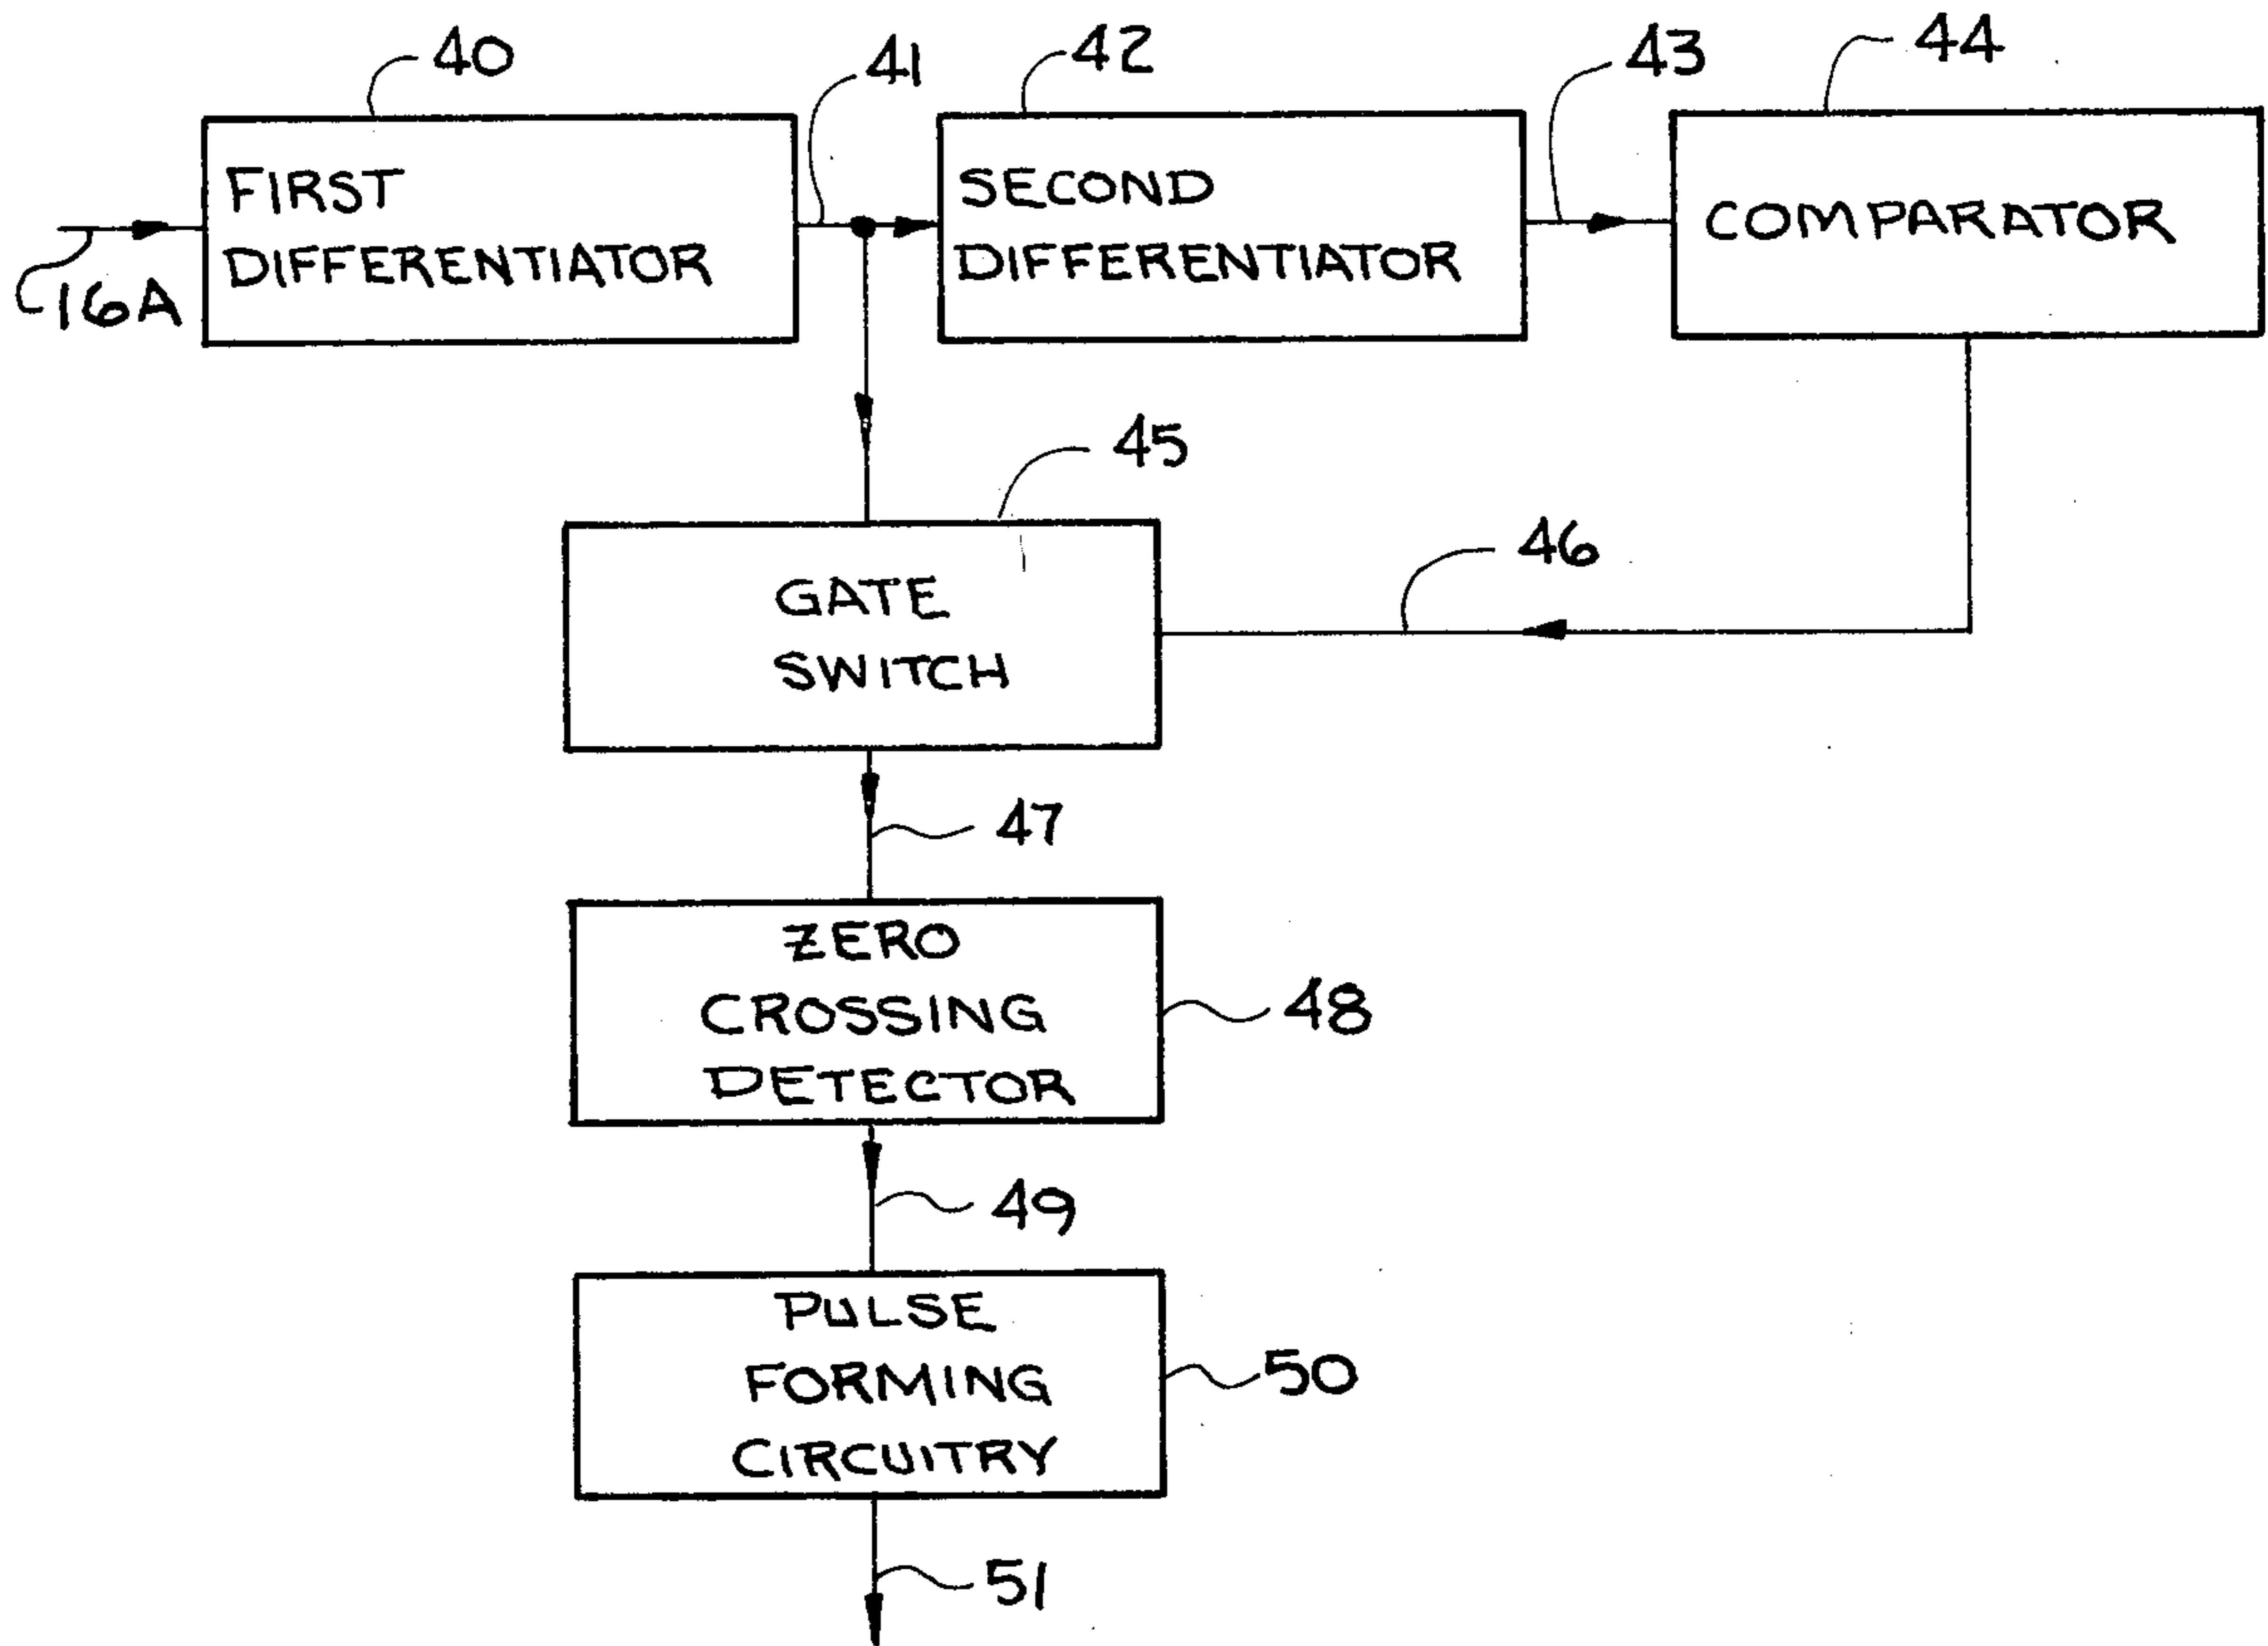 40
41
42
43
44
FIRST
DIFFERENTIATOR
SECOND
DIFFERENTIATOR
COMPARATOR
16A
45
46
GATE
SWITCH
47
ZERO
CROSSING
DETECTOR
48
49
PULSE
FORMING
CIRCUITRY
50
51